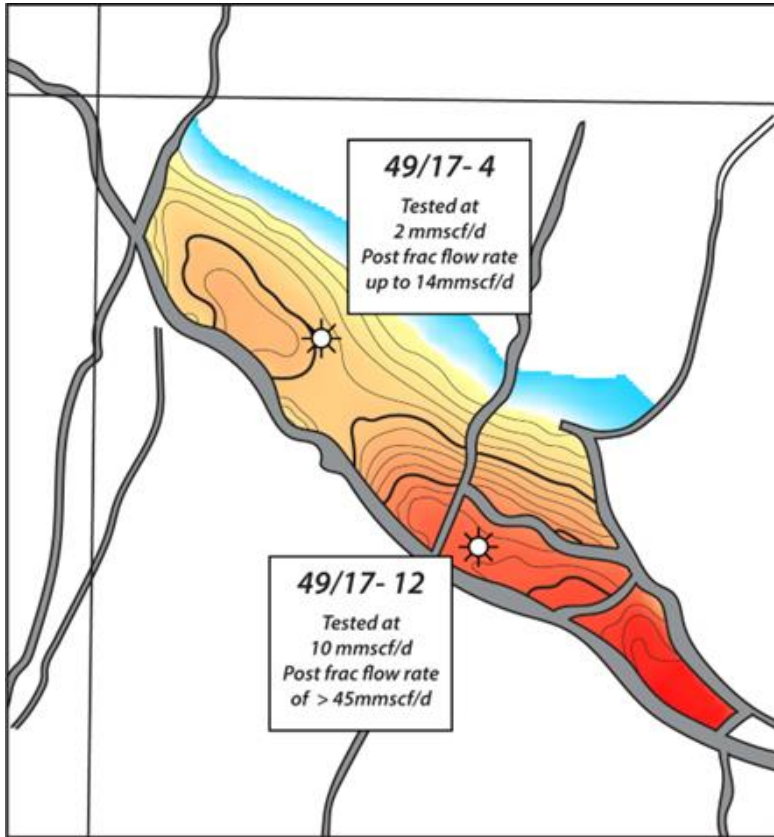 49/17- 4
Tested at
2 mmscf/d
Post frac flow rate
up to 14mmscf/d
49/17- 12
Tested at
10 mmscf/d
Post frac flow rate
of > 45mmscf/d